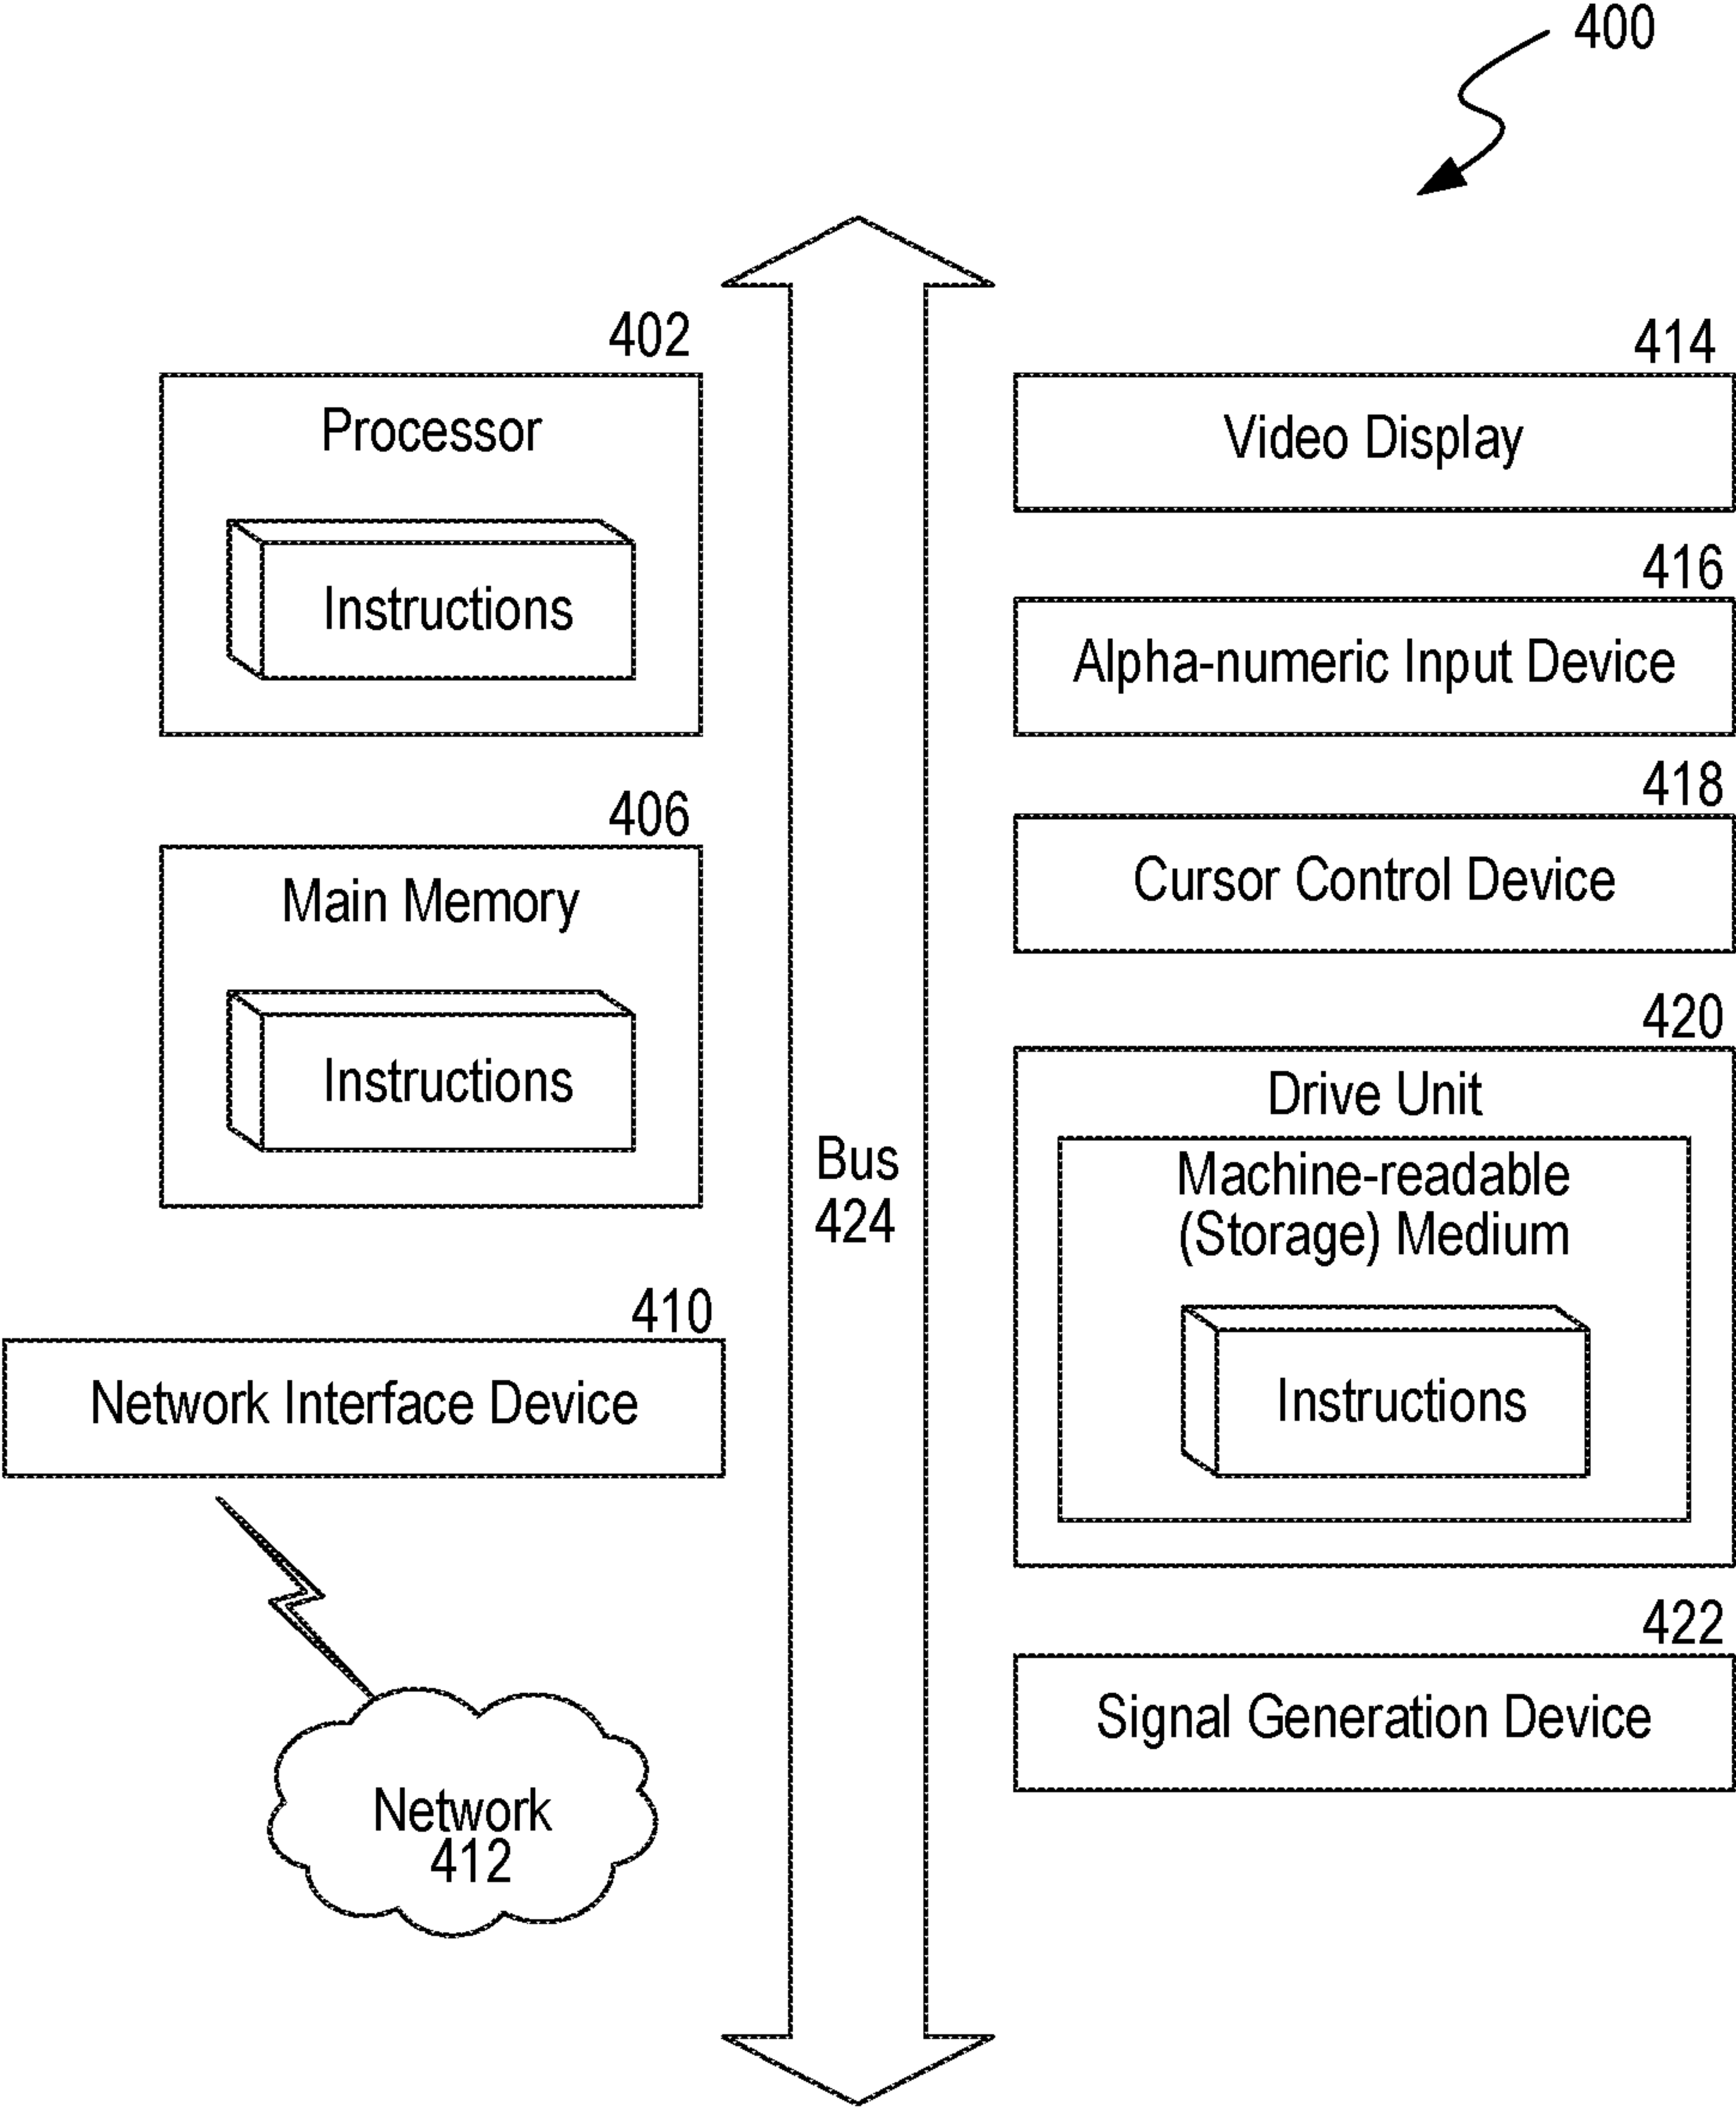 400
402
Processor
Instructions
406
Main Memory
Instructions
410
Network Interface Device
Network
412
Bus
424
414
Video Display
416
Alpha-numeric Input Device
418
Cursor Control Device
420
Drive Unit
Machine-readable
(Storage) Medium
Instructions
422
Signal Generation Device